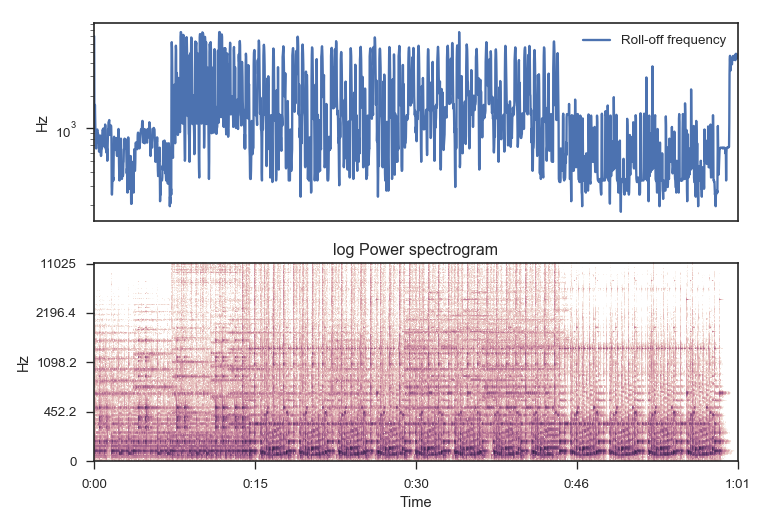 Roll-off frequency
Hz
10³
log Power spectrogram
11025
2196.4
1098.2
452.2
0
Hz
0:00
0:15
0:30
0:46
1:01
Time